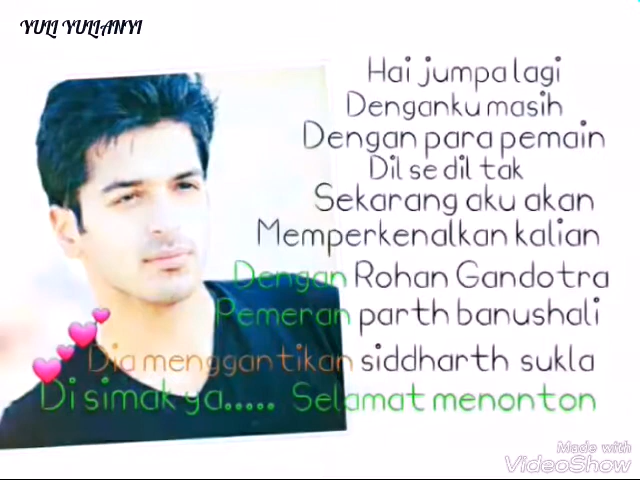 YULI YULIANYI
Hai jumpa lagi
Denganku masih
Dengan para pemain
Dil se dil tak
Sekarang aku akan
Memperkenalkan kalian
Dengan Rohan Gandotra
Pemeran parth banushali
Dia menggantikan siddharth sukla
Di simak ya..... Selamat menonton
Made with
VideoShow